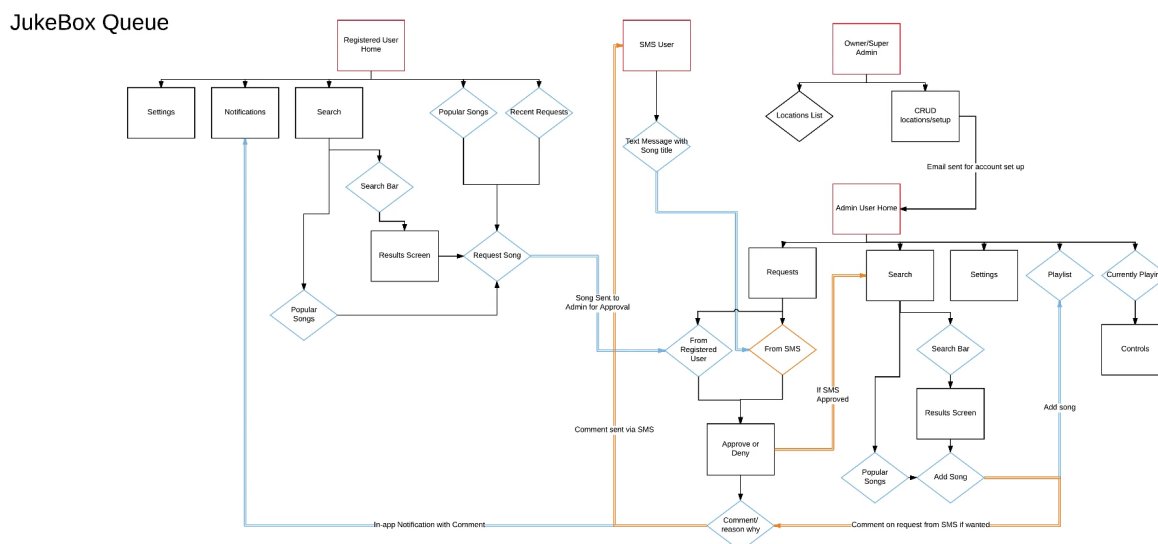 JukeBox Queue
Registered User
Home
SMS User
Owner/Super
Admin
Settings
Notifications
Search
Popular Songs
Recent Requests
Locations List
CRUD
locations/setup
Text Message with
Song title
Email sent for account set up
Search Bar
Admin User Home
Results Screen
Request Song
Requests
Search
Settings
Playlist
Currently Playin
Popular
Songs
Song Sent to
Admin for Approval
From
Registered
User
From SMS
Search Bar
Controls
If SMS
Approved
Results Screen
Add song
Comment sent via SMS
Approve or
Deny
Popular
Songs
Add Song
In-app Notification with Comment
Comment/
reason why
Comment on request from SMS if wanted